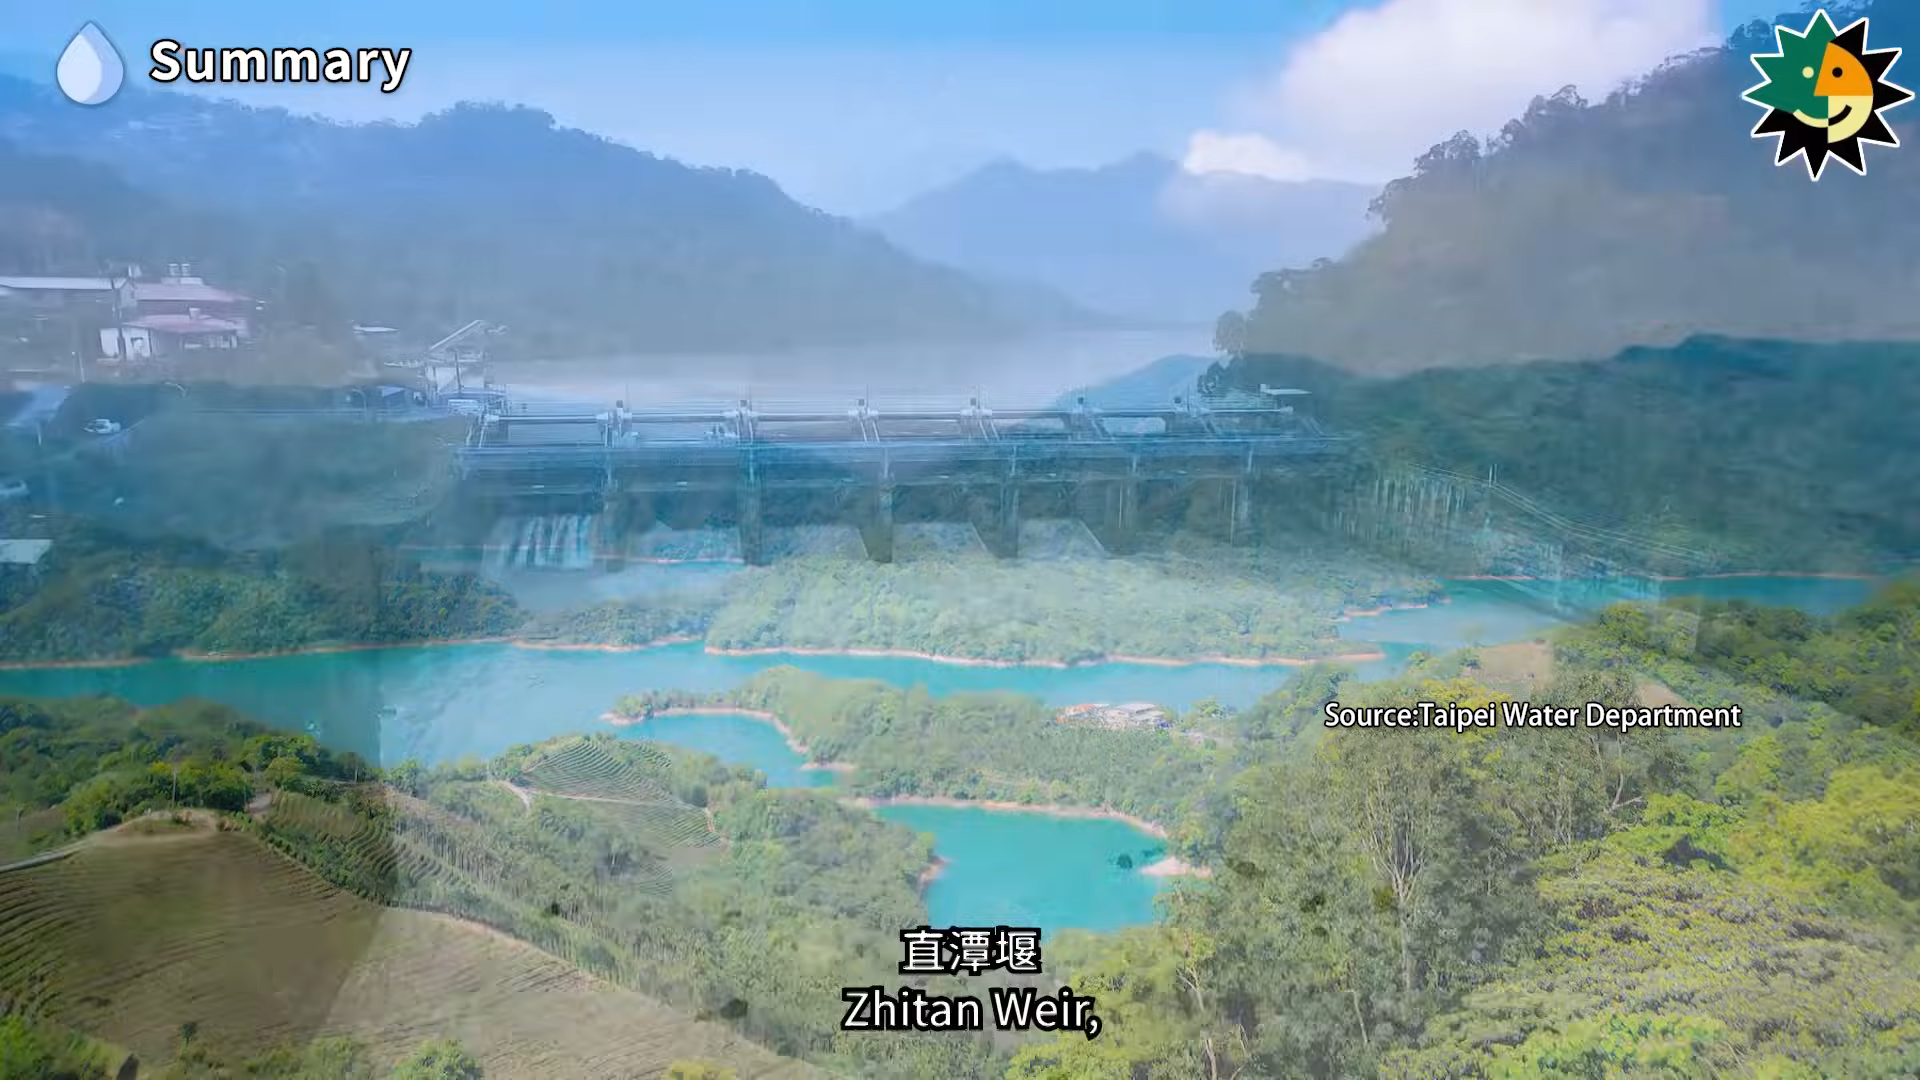 Summary
Source:Taipei Water Department
直潭堰
Zhitan Weir,